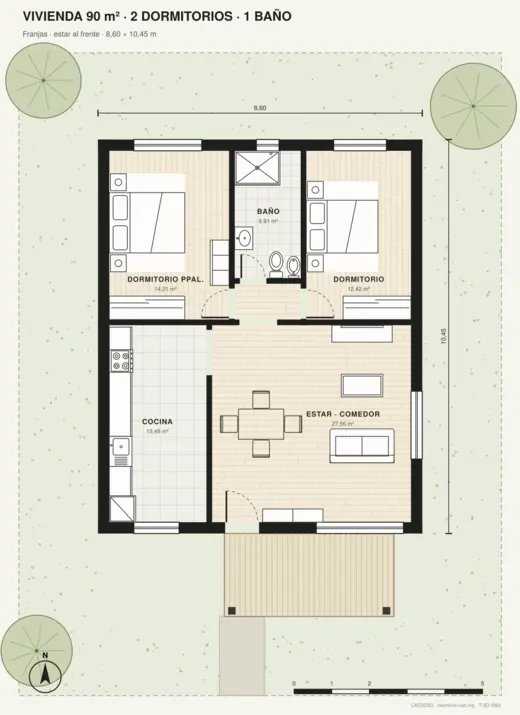 VIVIENDA 90 m² · 2 DORMITORIOS · 1 BAÑO
Franjas · estar al frente · 8,60 × 10,45 m
8,60
BAÑO
5,91 m²
DORMITORIO PPAL.
14,21 m²
DORMITORIO
12,42 m²
10,45
ESTAR - COMEDOR
27,56 m²
COCINA
13,45 m²
N
0 1 2 5